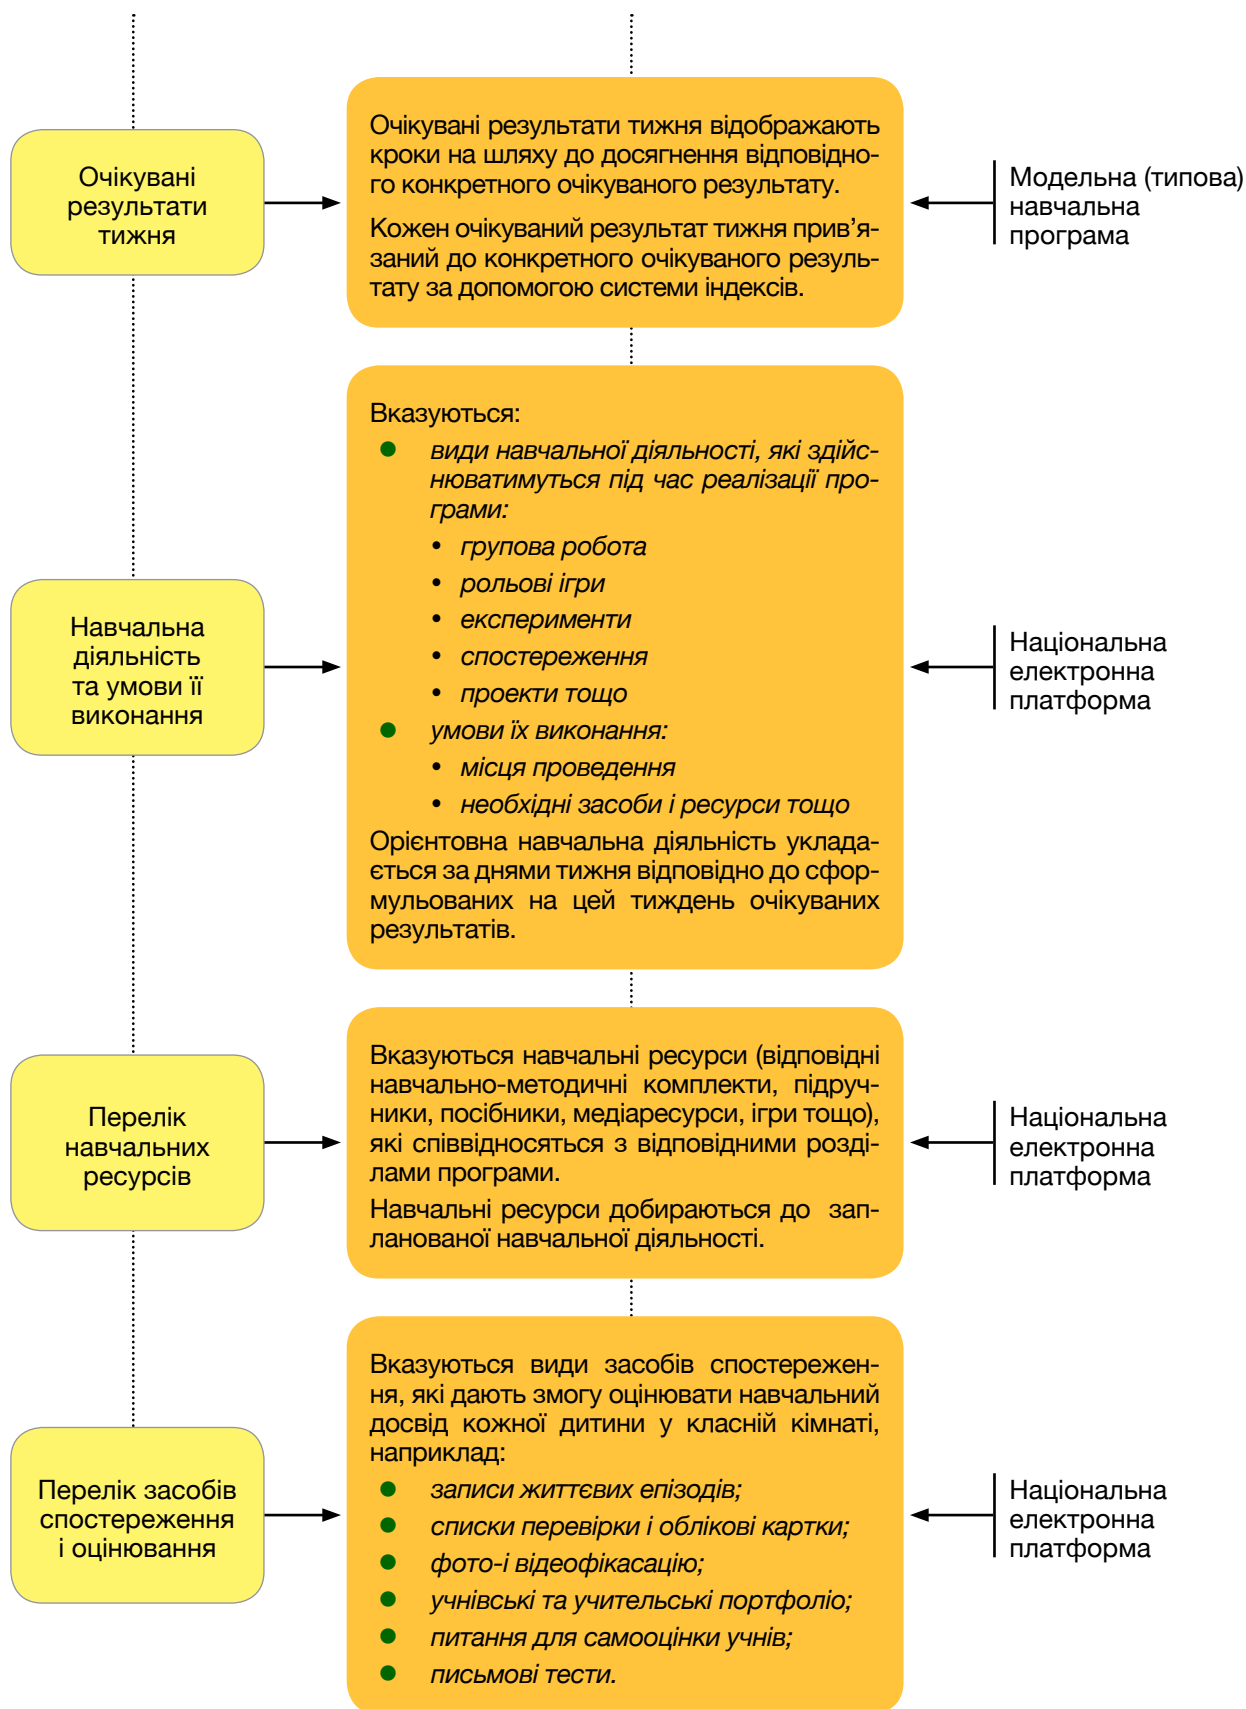 Очікувані
результати
тижня
Очікувані результати тижня відображають
кроки на шляху до досягнення відповідно-
го конкретного очікуваного результату.
Кожен очікуваний результат тижня прив’я-
заний до конкретного очікуваного резуль-
тату за допомогою системи індексів.
Модельна (типова)
навчальна
програма
Навчальна
діяльність
та умови її
виконання
Вказуються:
● види навчальної діяльності, які здійс-
нюватимуться під час реалізації про-
грами:
• групова робота
• рольові ігри
• експерименти
• спостереження
• проекти тощо
● умови їх виконання:
• місця проведення
• необхідні засоби і ресурси тощо
Орієнтовна навчальна діяльність уклада-
ється за днями тижня відповідно до сфор-
мульованих на цей тиждень очікуваних
результатів.
Національна
електронна
платформа
Перелік
навчальних
ресурсів
Вказуються навчальні ресурси (відповідні
навчально-методичні комплекти, підруч-
ники, посібники, медіаресурси, ігри тощо),
які співвідносяться з відповідними розді-
лами програми.
Навчальні ресурси добираються до зап-
ланованої навчальної діяльності.
Національна
електронна
платформа
Перелік засобів
спостереження
і оцінювання
Вказуються види засобів спостережен-
ня, які дають змогу оцінювати навчальний
досвід кожної дитини у класній кімнаті,
наприклад:
● записи життєвих епізодів;
● списки перевірки і облікові картки;
● фото-і відеофікасацію;
● учнівські та учительські портфоліо;
● питання для самооцінки учнів;
● письмові тести.
Національна
електронна
платформа